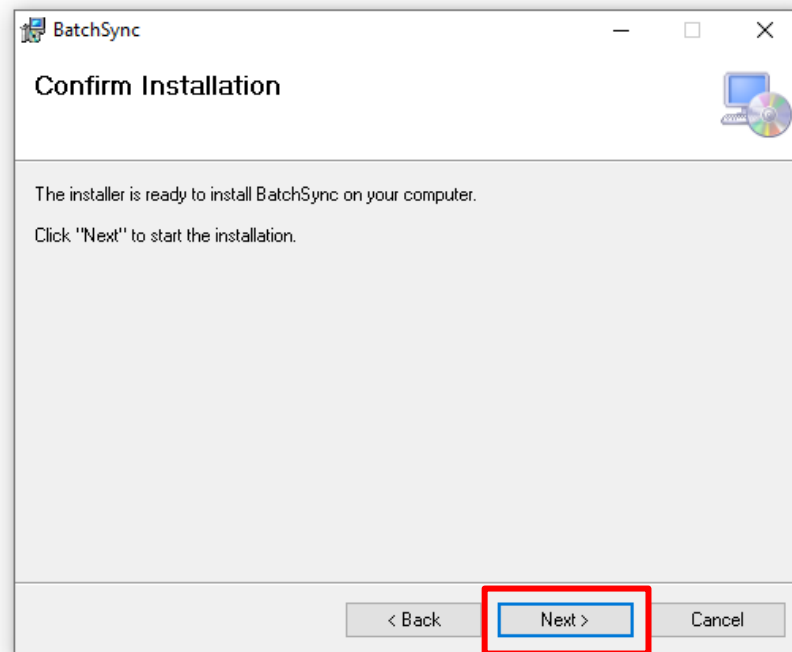 BatchSync
Confirm Installation
The installer is ready to install BatchSync on your computer.
Click "Next" to start the installation.
< Back Next > Cancel